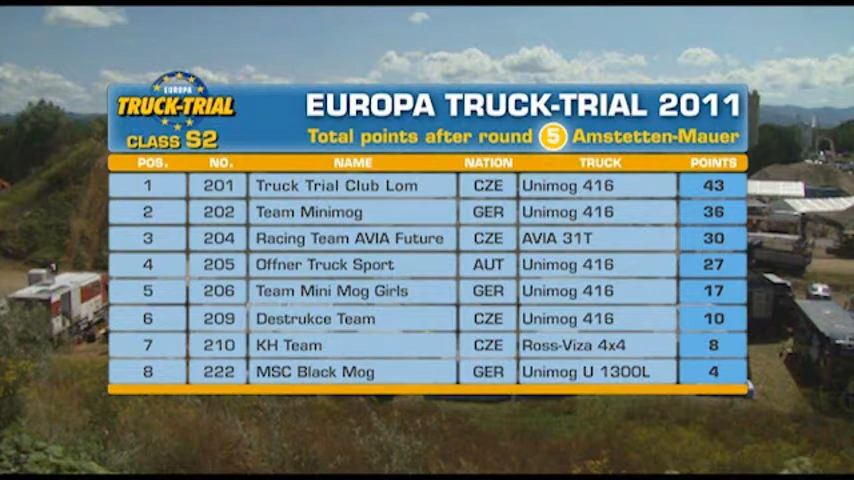 EUROPA
TRUCK-TRIAL
CLASS S2
EUROPA TRUCK-TRIAL 2011
Total points after round 5 Amstetten-Mauer
POS. NO. NAME NATION TRUCK POINTS
1 201 Truck Trial Club Lom CZE Unimog 416 43
2 202 Team Minimog GER Unimog 416 36
3 204 Racing Team AVIA Future CZE AVIA 31T 30
4 205 Offner Truck Sport AUT Unimog 416 27
5 206 Team Mini Mog Girls GER Unimog 416 17
6 209 Destrukce Team CZE Unimog 416 10
7 210 KH Team CZE Ross-Viza 4x4 8
8 222 MSC Black Mog GER Unimog U 1300L 4